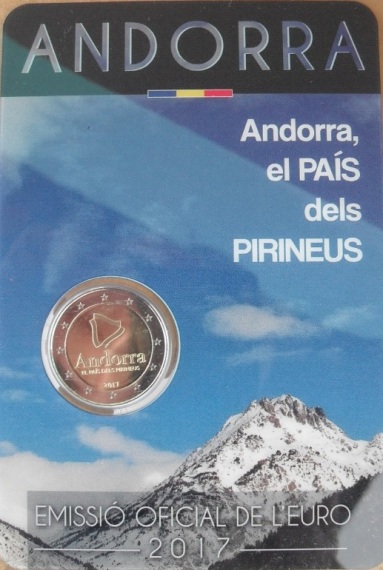 ANDORRA
Andorra,
el PAÍS
dels
PIRINEUS
Andorra
EL PAÍS DELS PIRINEUS
2017
EMISSIÓ OFICIAL DE L'EURO
2017